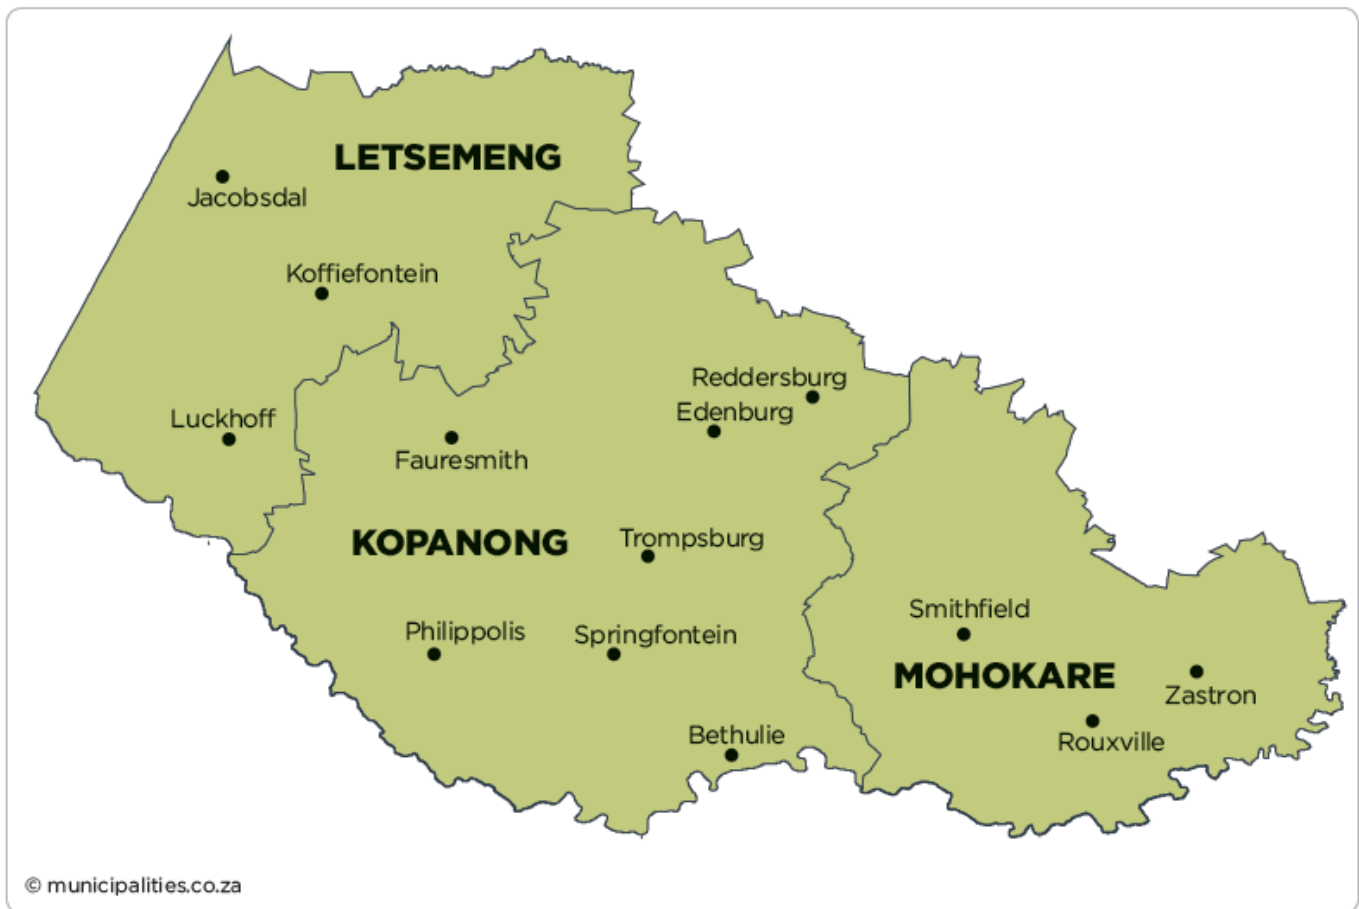 LETSEMENG
Jacobsdal
Koffiefontein
Reddersburg
Edenburg
Luckhoff
Fauresmith
KOPANONG
Trompsburg
Smithfield
Philippolis
Springfontein
MOHOKARE
Zastron
Bethulie
Rouxville
© municipalities.co.za